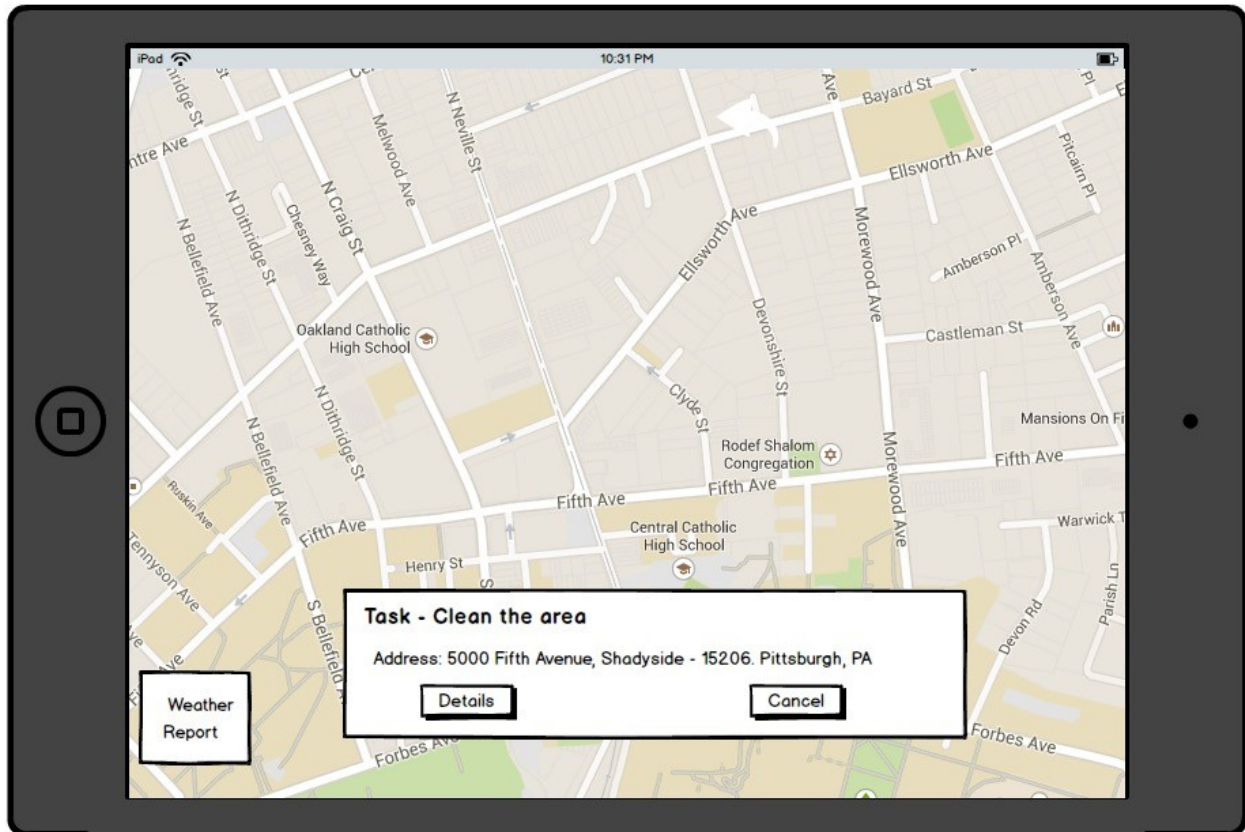 iPad
10:31 PM
Bayard St
Pl
Ave
Ellsworth Ave
Pitcairn Pl
N Neville St
Melwood Ave
ntre Ave
N Craig St
Chesney Way
N Dithridge St
N Bellefield Ave
Ellsworth Ave
Morewood Ave
Amberson Pl
Amberson Ave
Devonshire St
Castleman St
Oakland Catholic
High School
N Dithridge St
N Bellefield Ave
Clyde St
Mansions On Fi
Rodef Shalom
Congregation
Morewood Ave
Fifth Ave
Fifth Ave
Fifth Ave
Fifth Ave
Ruskin Ave
Tennyson Ave
Central Catholic
High School
Warwick T
Henry St
Parish Ln
Devon Rd
S Bellefield A
Task - Clean the area
Address: 5000 Fifth Avenue, Shadyside - 15206. Pittsburgh, PA
Details
Cancel
Weather
Report
Forbes Ave
Forbes Ave